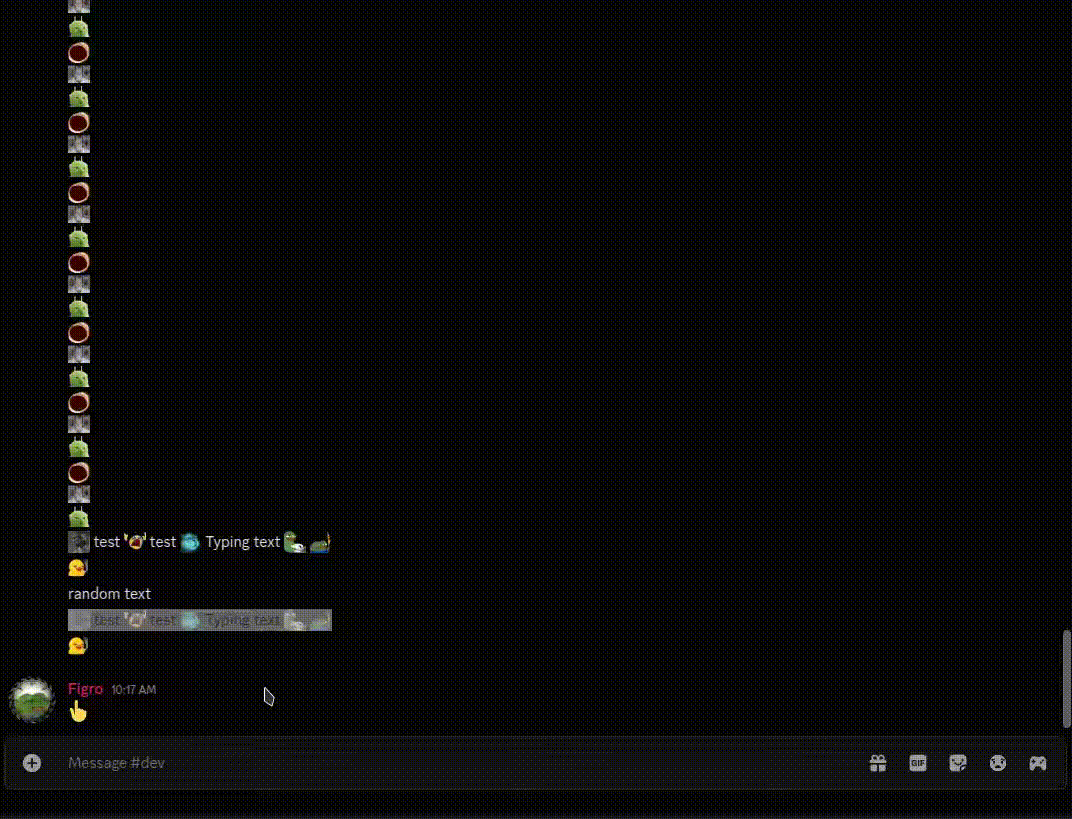 test test Typing text
random text
test test Typing text
Figro 10:17 AM
Message #dev GIF